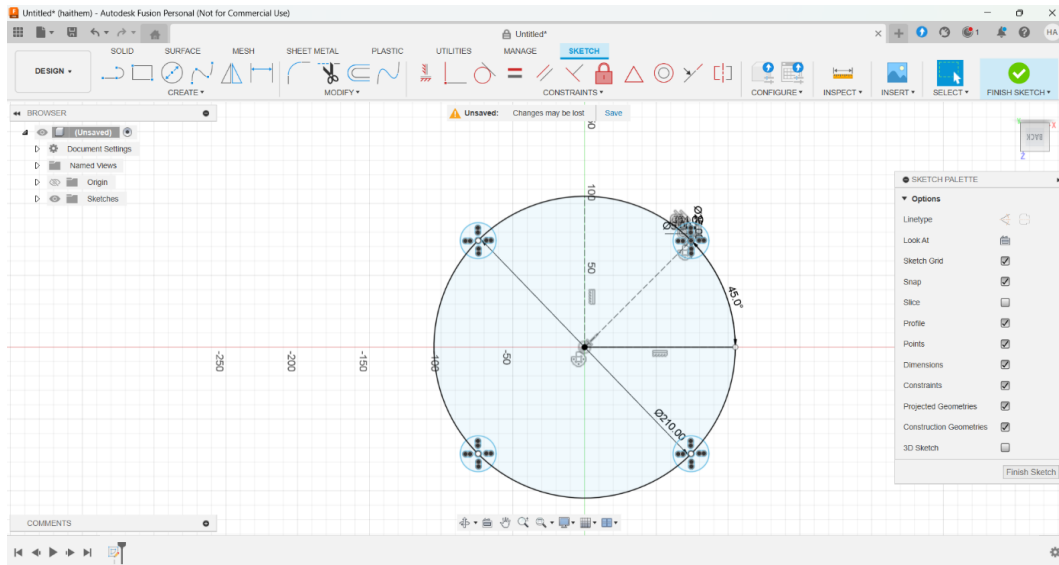 Untitled* (haithem) - Autodesk Fusion Personal (Not for Commercial Use)
Untitled*
1
HA
SOLID SURFACE MESH SHEET METAL PLASTIC UTILITIES MANAGE SKETCH
DESIGN
CREATE MODIFY CONSTRAINTS CONFIGURE INSPECT INSERT SELECT FINISH SKETCH
BROWSER
Unsaved: Changes may be lost Save
(Unsaved)
Document Settings
Named Views
Origin
Sketches
BACK
X
Z
SKETCH PALETTE
Options
Linetype
Look At
Sketch Grid
Snap
Slice
Profile
Points
Dimensions
Constraints
Projected Geometries
Construction Geometries
3D Sketch
Finish Sketch
100
50
45.0°
-250
-200
-150
-100
-50
Ø210.00
COMMENTS